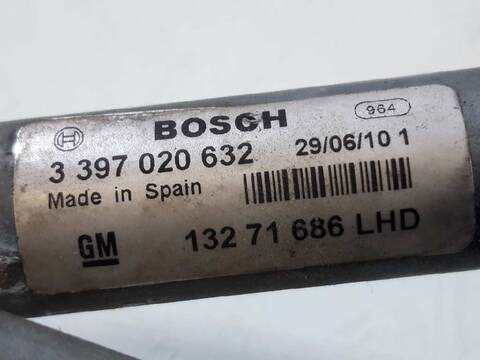 BOSCH 964
3 397 020 632 29/06/10 1
Made in Spain
GM 132 71 686 LHD